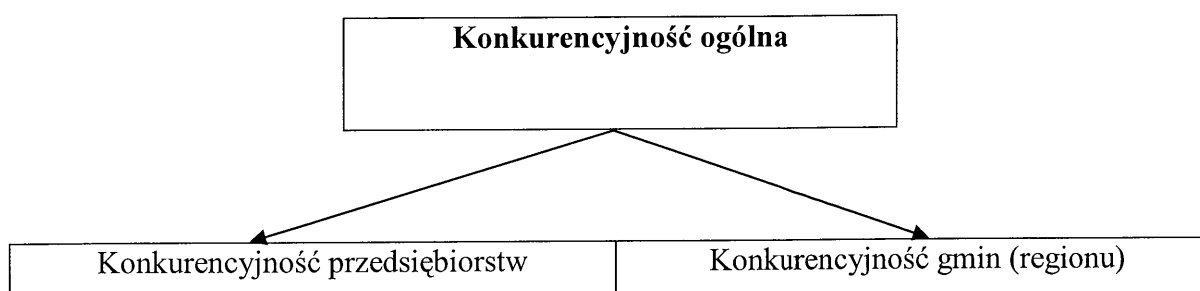 Konkurencyjność ogólna
Konkurencyjność przedsiębiorstw
Konkurencyjność gmin (regionu)